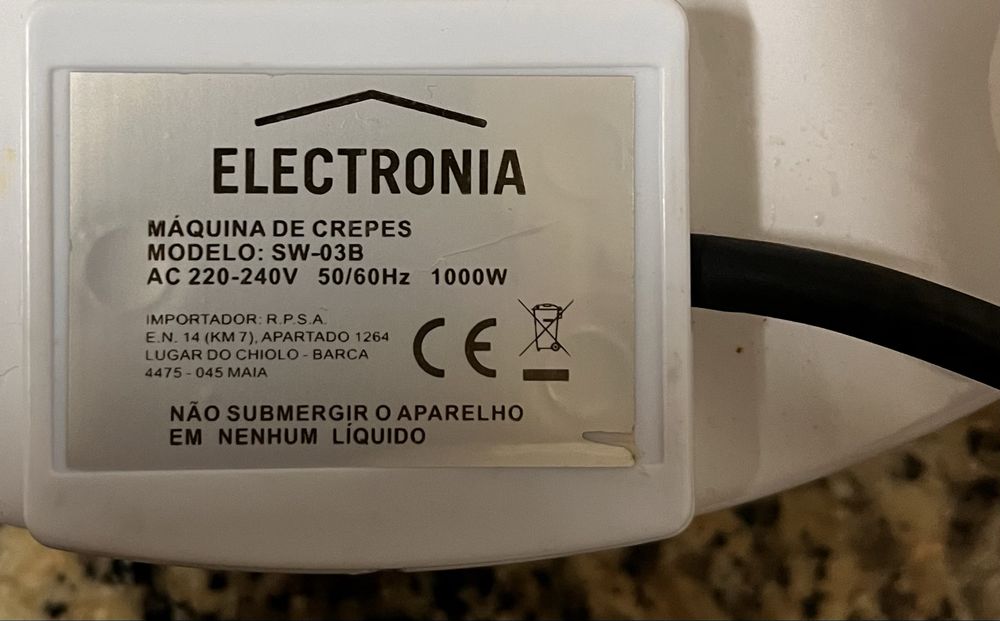 ELECTRONIA
MÁQUINA DE CREPES
MODELO: SW-03B
AC 220-240V 50/60Hz 1000W
IMPORTADOR: R.P.S.A.
E.N. 14 (KM 7), APARTADO 1264
LUGAR DO CHIOLO - BARCA
4475 - 045 MAIA
CE
NÃO SUBMERGIR O APARELHO
EM NENHUM LÍQUIDO